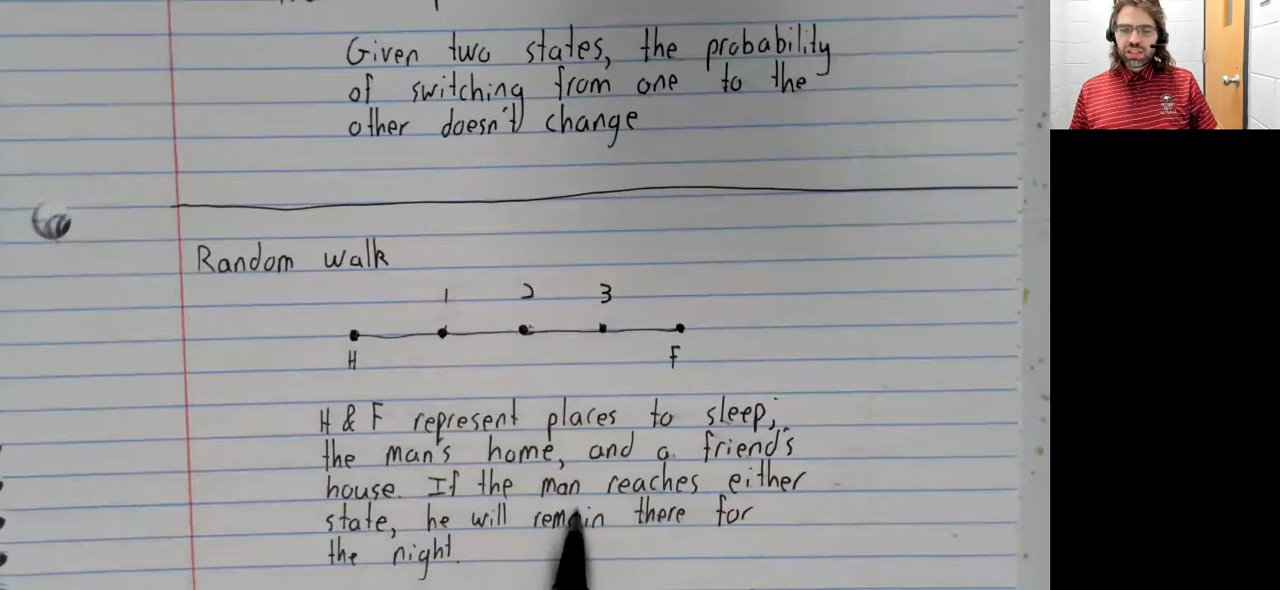 Given two states, the probability
of switching from one to the
other doesn't change
Random walk
1 2 3
H F
H & F represent places to sleep;
the man's home, and a friend's
house. If the man reaches either
state, he will remain there for
the night.